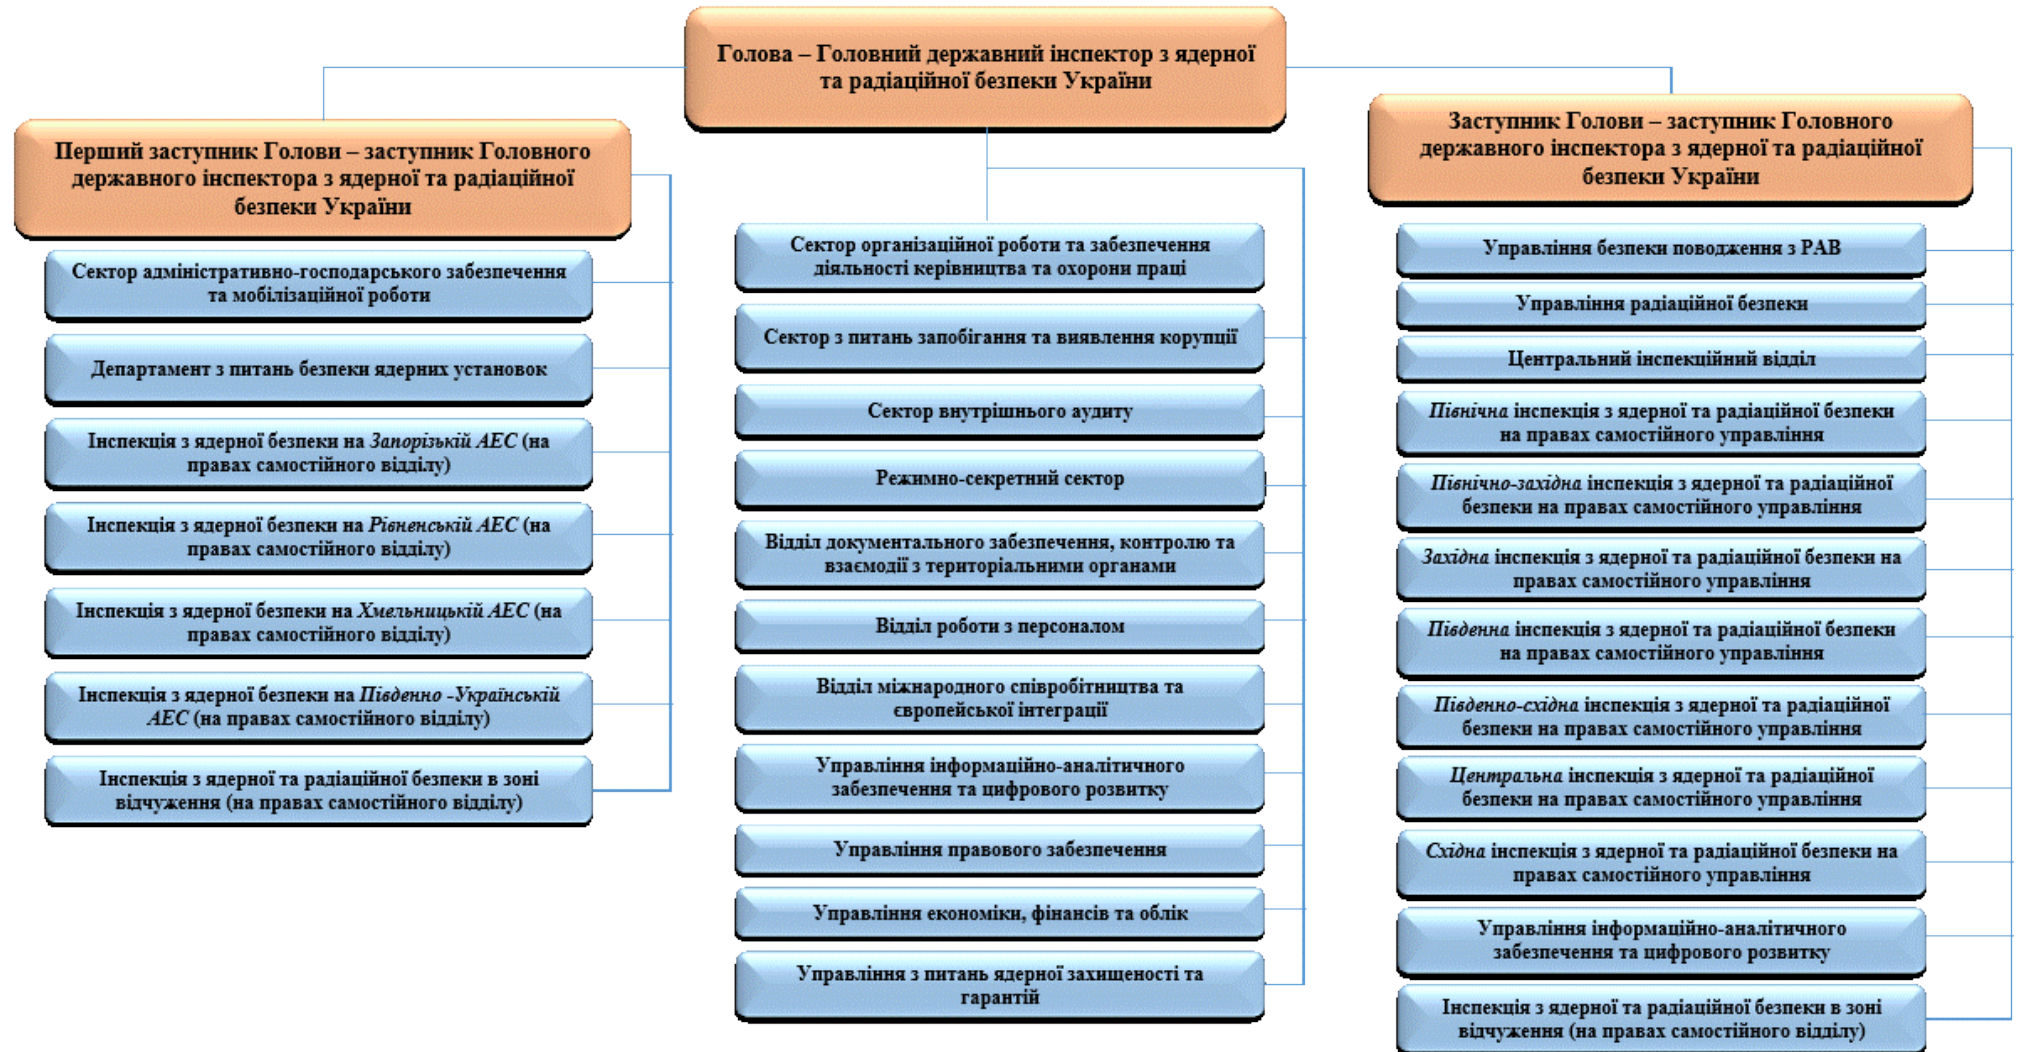 Голова – Головний державний інспектор з ядерної
та радіаційної безпеки України
Перший заступник Голови – заступник Головного
державного інспектора з ядерної та радіаційної
безпеки України
Сектор адміністративно-господарського забезпечення
та мобілізаційної роботи
Департамент з питань безпеки ядерних установок
Інспекція з ядерної безпеки на Запорізькій АЕС (на
правах самостійного відділу)
Інспекція з ядерної безпеки на Рівненській АЕС (на
правах самостійного відділу)
Інспекція з ядерної безпеки на Хмельницькій АЕС (на
правах самостійного відділу)
Інспекція з ядерної безпеки на Південно -Українській
АЕС (на правах самостійного відділу)
Інспекція з ядерної та радіаційної безпеки в зоні
відчуження (на правах самостійного відділу)
Сектор організаційної роботи та забезпечення
діяльності керівництва та охорони праці
Сектор з питань запобігання та виявлення корупції
Сектор внутрішнього аудиту
Режимно-секретний сектор
Відділ документального забезпечення, контролю та
взаємодії з територіальними органами
Відділ роботи з персоналом
Відділ міжнародного співробітництва та
європейської інтеграції
Управління інформаційно-аналітичного
забезпечення та цифрового розвитку
Управління правового забезпечення
Управління економіки, фінансів та облік
Управління з питань ядерної захищеності та
гарантій
Заступник Голови – заступник Головного
державного інспектора з ядерної та радіаційної
безпеки України
Управління безпеки поводження з РАВ
Управління радіаційної безпеки
Центральний інспекційний відділ
Північна інспекція з ядерної та радіаційної безпеки
на правах самостійного управління
Північно-західна інспекція з ядерної та радіаційної
безпеки на правах самостійного управління
Західна інспекція з ядерної та радіаційної безпеки на
правах самостійного управління
Південна інспекція з ядерної та радіаційної безпеки
на правах самостійного управління
Південно-східна інспекція з ядерної та радіаційної
безпеки на правах самостійного управління
Центральна інспекція з ядерної та радіаційної
безпеки на правах самостійного управління
Східна інспекція з ядерної та радіаційної безпеки на
правах самостійного управління
Управління інформаційно-аналітичного
забезпечення та цифрового розвитку
Інспекція з ядерної та радіаційної безпеки в зоні
відчуження (на правах самостійного відділу)